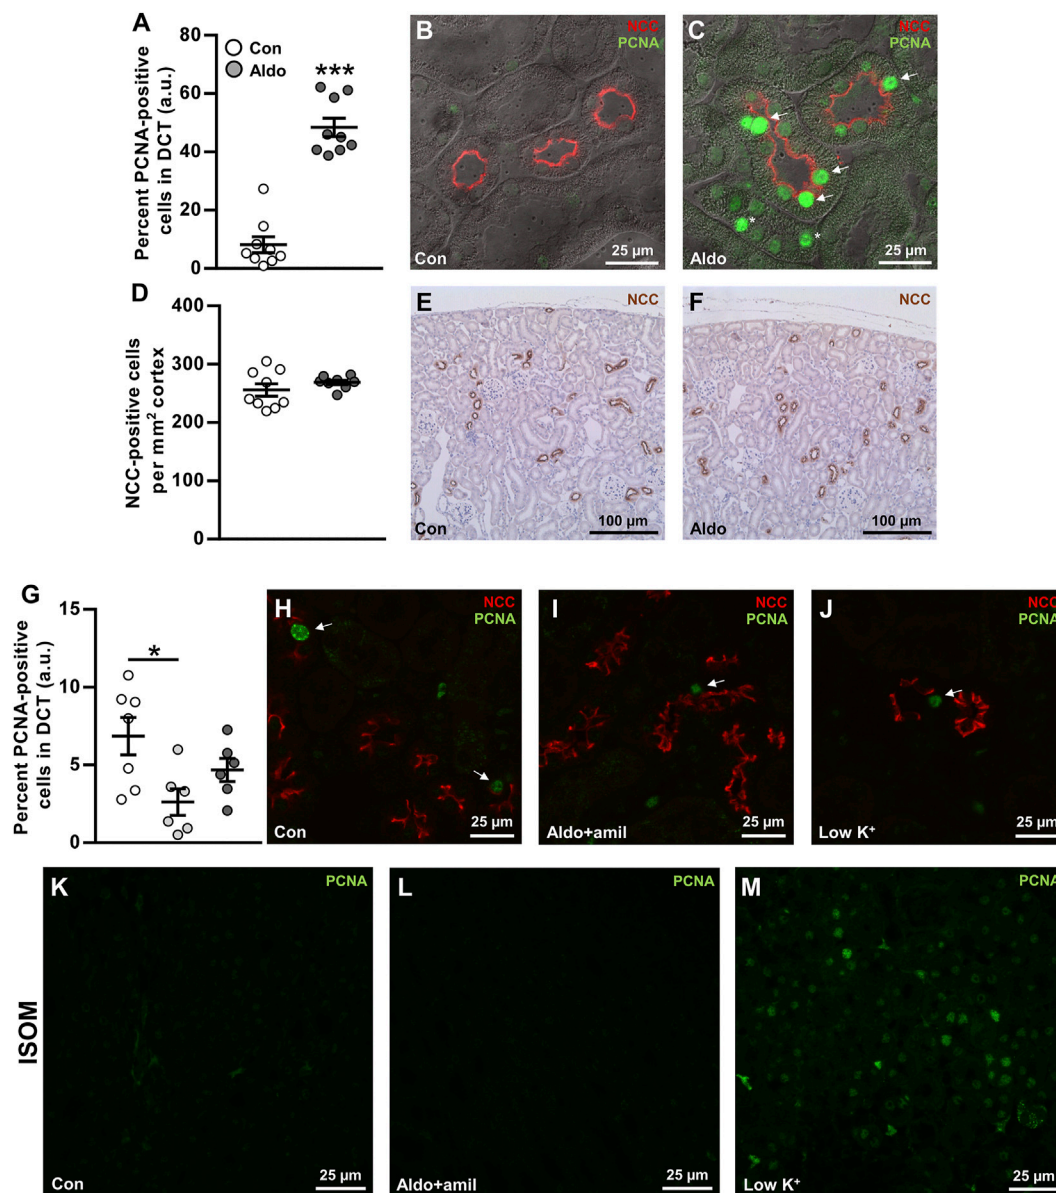 A
Percent PCNA-positive
cells in DCT (a.u.)
80
60
40
20
0
Con
Aldo
***
B
NCC
PCNA
Con
25 µm
C
NCC
PCNA
*
*
Aldo
25 µm
D
NCC-positive cells
per mm² cortex
400
300
200
100
0
E
NCC
Con
100 µm
F
NCC
Aldo
100 µm
G
Percent PCNA-positive
cells in DCT (a.u.)
15
10
5
0
*
H
NCC
PCNA
Con
25 µm
I
NCC
PCNA
Aldo+amil
25 µm
J
NCC
PCNA
Low K⁺
25 µm
ISOM
K
PCNA
Con
25 µm
L
PCNA
Aldo+amil
25 µm
M
PCNA
Low K⁺
25 µm